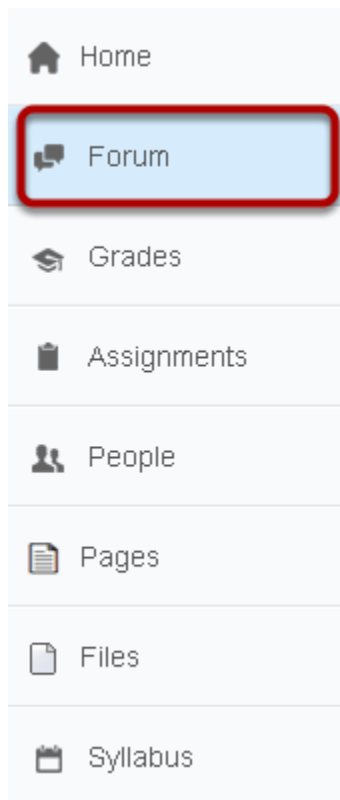 Home
Forum
Grades
Assignments
People
Pages
Files
Syllabus